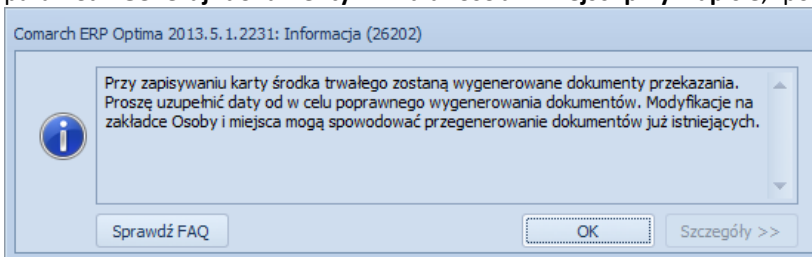 Comarch ERP Optima 2013.5.1.2231: Informacja (26202)
Przy zapisywaniu karty środka trwałego zostaną wygenerowane dokumenty przekazania.
Proszę uzupełnić daty od w celu poprawnego wygenerowania dokumentów. Modyfikacje na
zakładce Osoby i miejsca mogą spowodować przegenerowanie dokumentów już istniejących.
Sprawdź FAQ
OK
Szczegóły >>